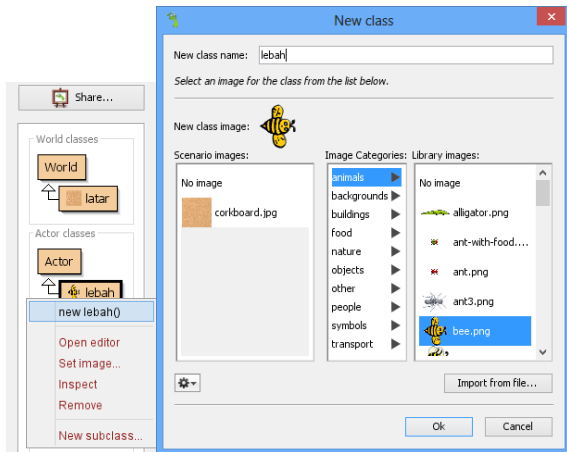 Share...
World classes
World
latar
Actor classes
Actor
lebah
new lebah()
Open editor
Set image...
Inspect
Remove
New subclass...
New class
New class name: lebah
Select an image for the class from the list below.
New class image:
Scenario images:
No image
corkboard.jpg
Image Categories:
animals
backgrounds
buildings
food
nature
objects
other
people
symbols
transport
Library images:
No image
alligator.png
ant-with-food....
ant.png
ant3.png
bee.png
Import from file...
Ok
Cancel